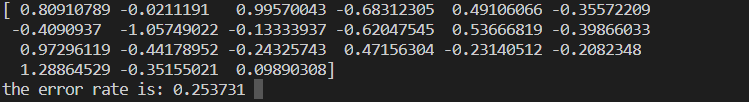 [ 0.80910789 -0.0211191   0.99570043 -0.68312305  0.49106066 -0.35572209
 -0.4090937  -1.05749022 -0.13333937 -0.62047545  0.53666819 -0.39866033
  0.97296119 -0.44178952 -0.24325743  0.47156304 -0.23140512 -0.2082348
  1.28864529 -0.35155021  0.09890308]
the error rate is: 0.253731